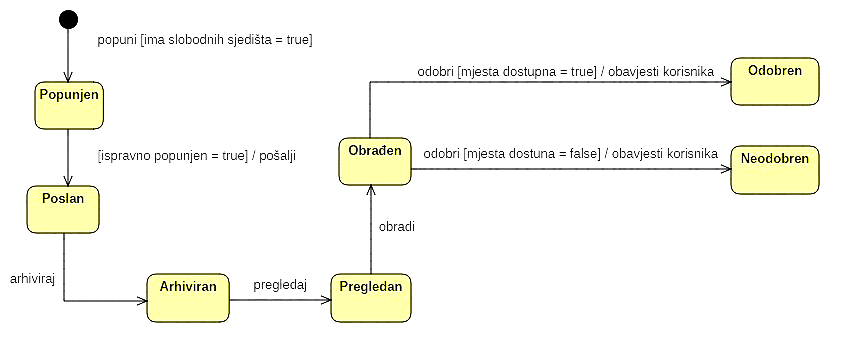 popuni [ima slobodnih sjedišta = true]
Popunjen
[ispravno popunjen = true] / pošalji
Poslan
arhiviraj
Arhiviran
pregledaj
Pregledan
obradi
Obrađen
odobri [mjesta dostupna = true] / obavjesti korisnika
Odobren
odobri [mjesta dostuna = false] / obavjesti korisnika
Neodobren